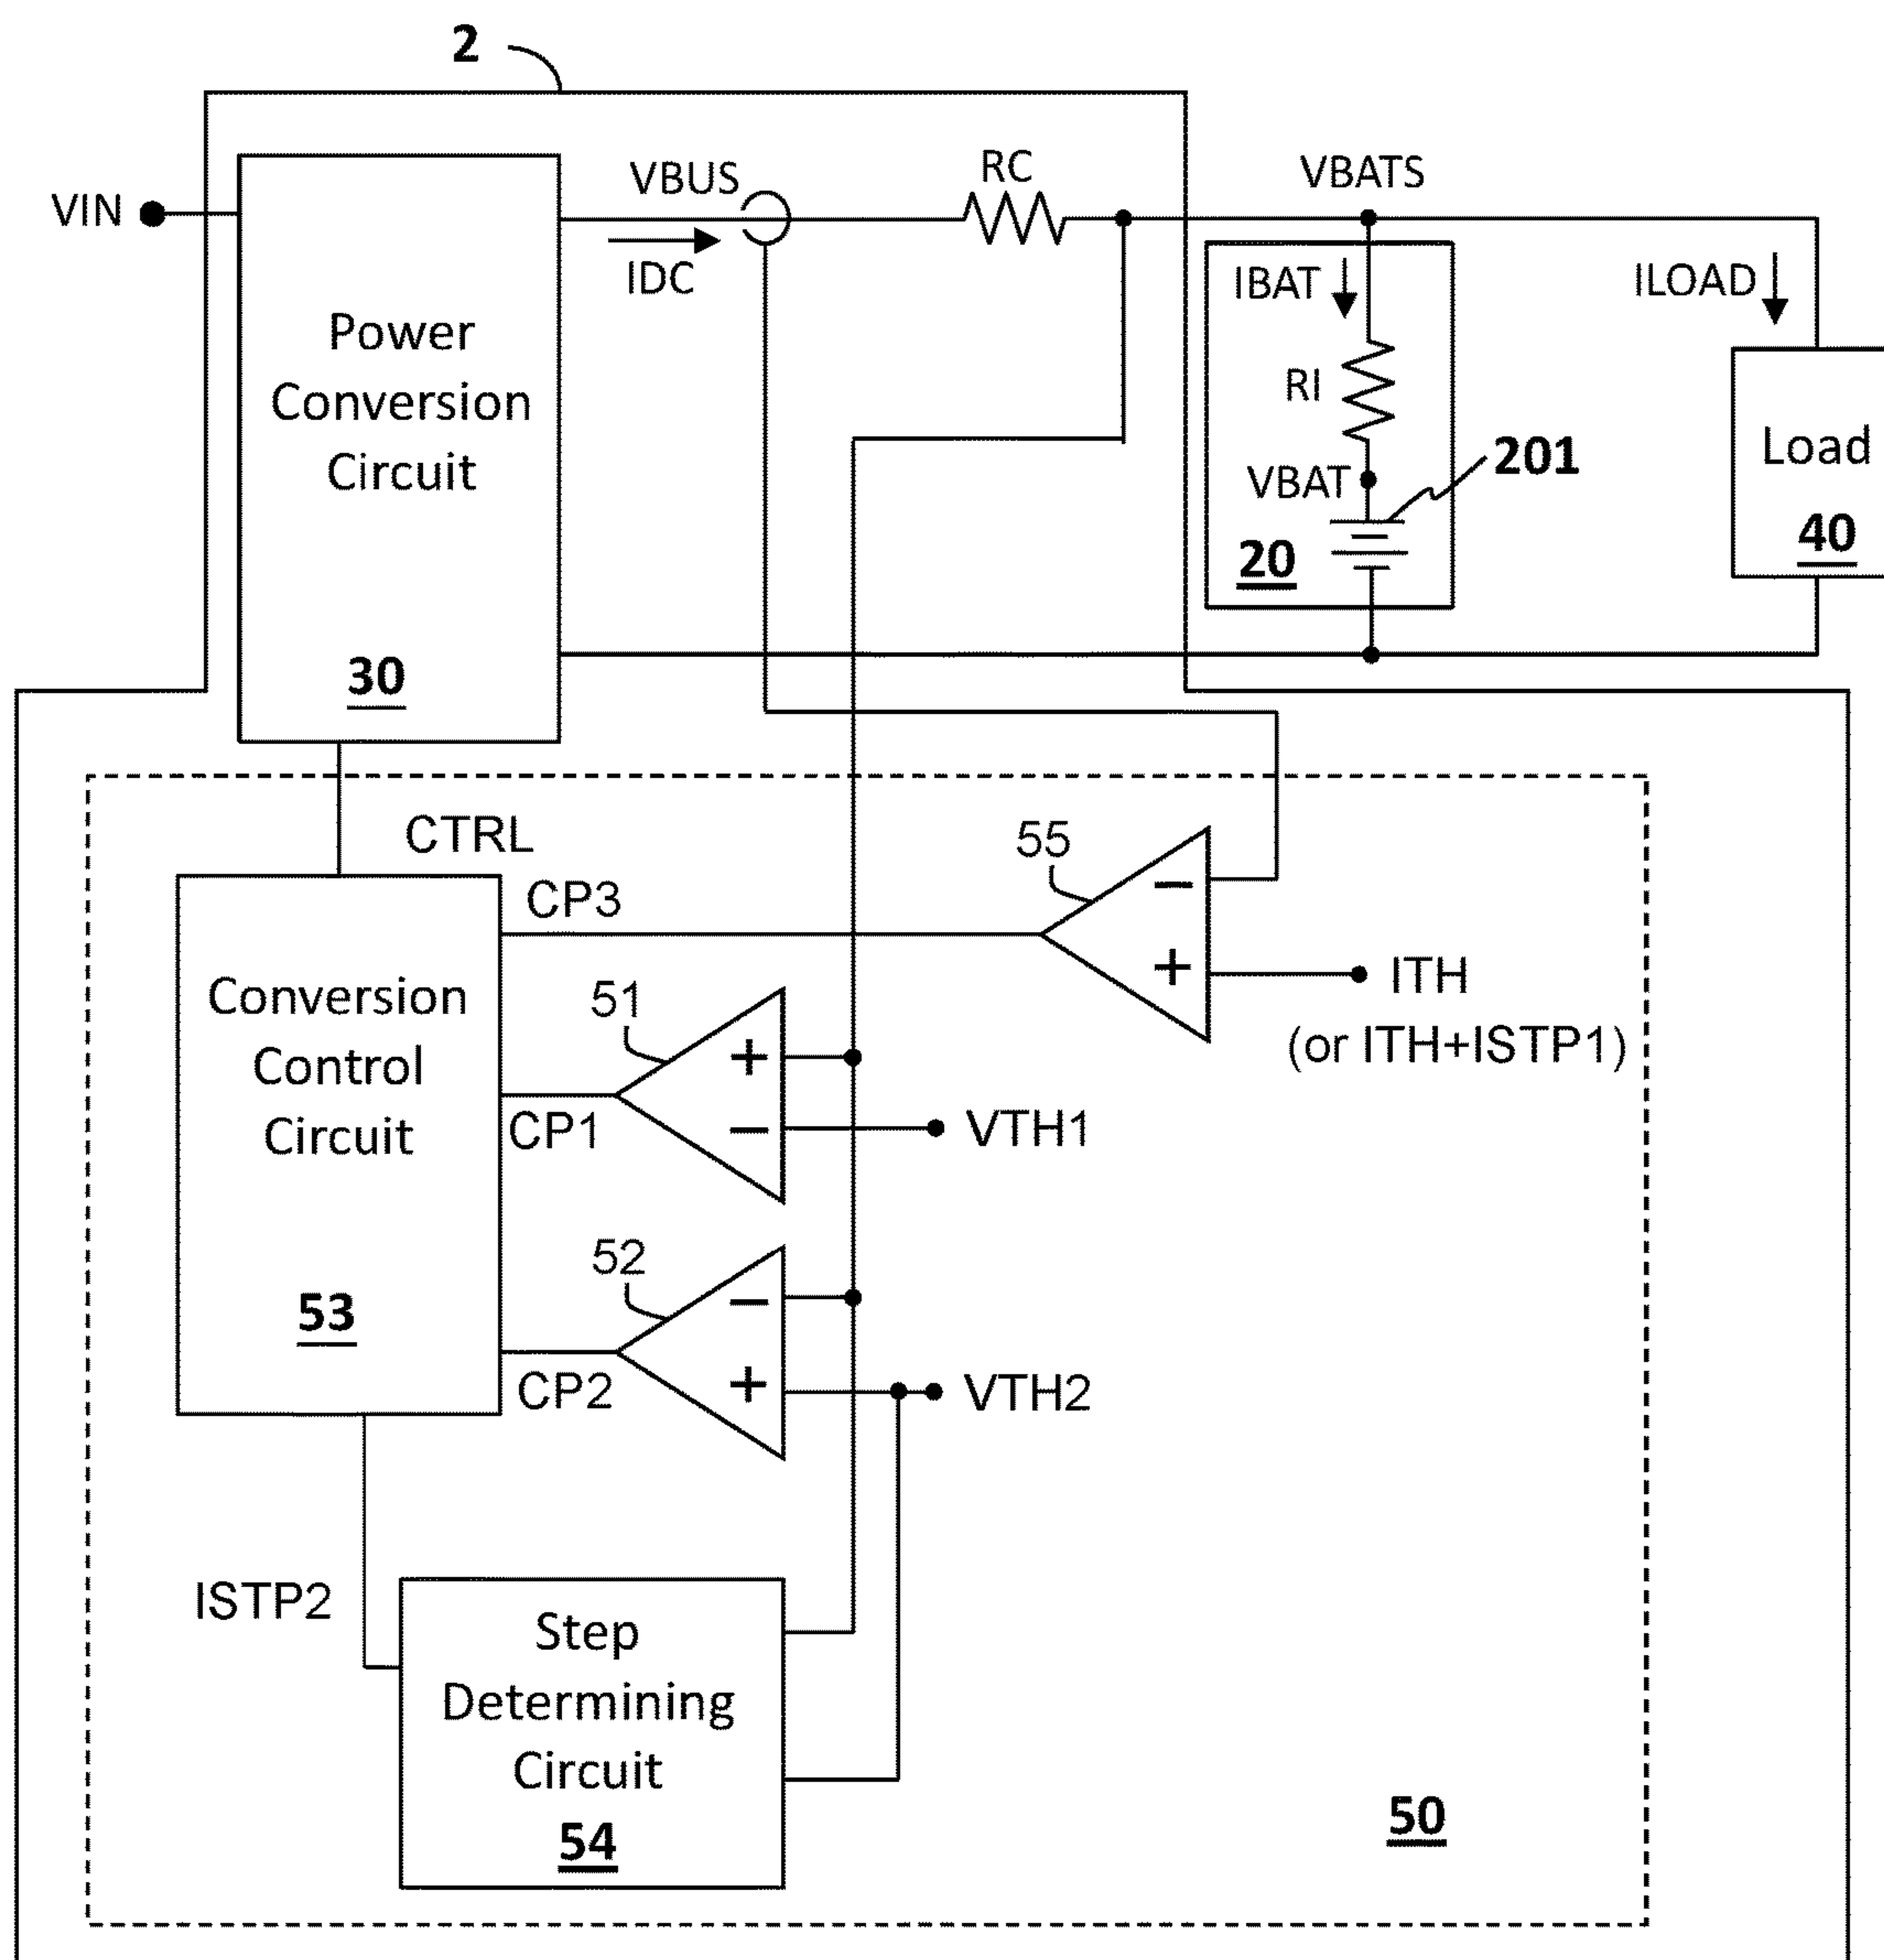 2
VIN
VBUS
RC
VBATS
IDC
IBAT
ILOAD
Power
Conversion
Circuit
30
RI
VBAT
201
20
Load
40
CTRL
CP3
55
ITH
(or ITH+ISTP1)
Conversion
Control
Circuit
53
51
CP1
VTH1
52
CP2
VTH2
ISTP2
Step
Determining
Circuit
54
50
+
−
+
−
+
−